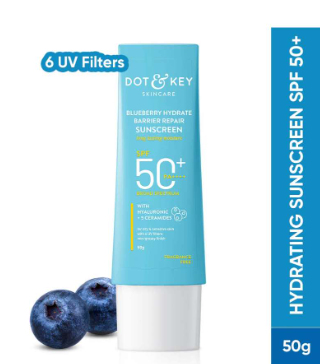 6 UV Filters
DOT & KEY
SKINCARE
BLUEBERRY HYDRATE
BARRIER REPAIR
SUNSCREEN
SPF
50+
WITH
HYALURONIC
+ 5 CERAMIDES
50g
HYDRATING SUNSCREEN SPF 50+
50g